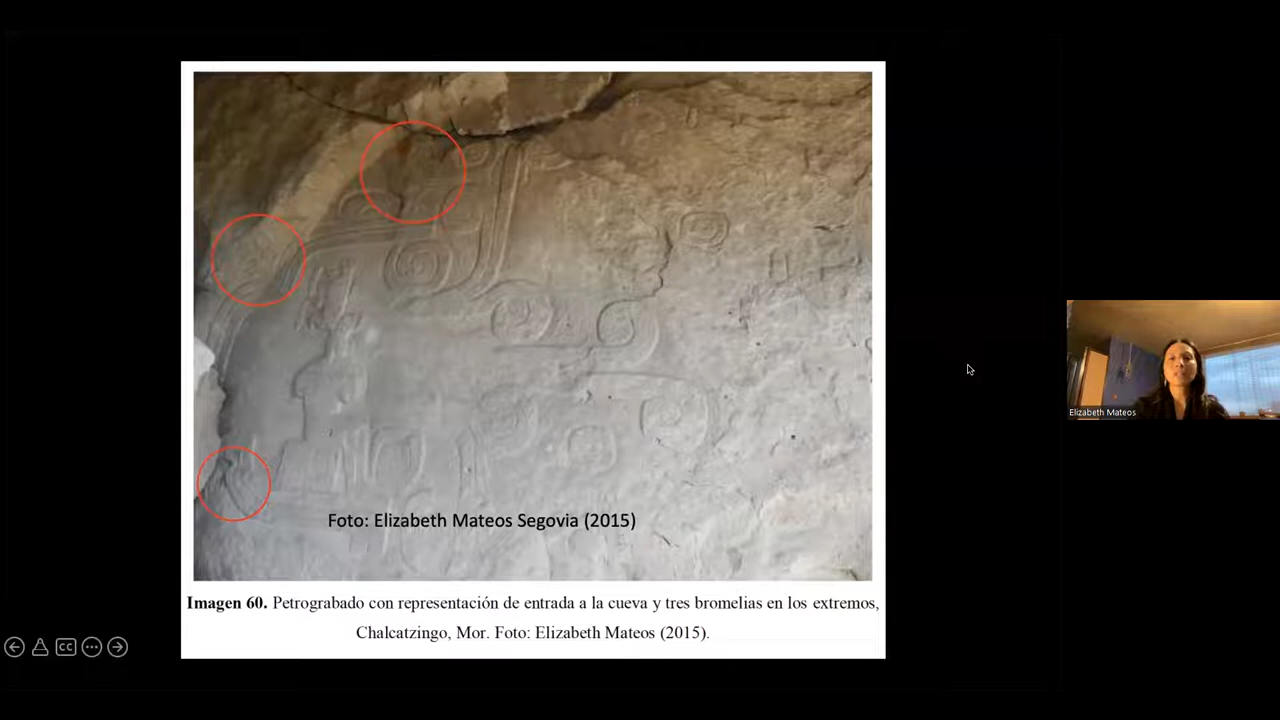 Foto: Elizabeth Mateos Segovia (2015)
Imagen 60. Petrograbado con representación de entrada a la cueva y tres bromelias en los extremos,
Chalcatzingo, Mor. Foto: Elizabeth Mateos (2015).
Elizabeth Mateos
CC